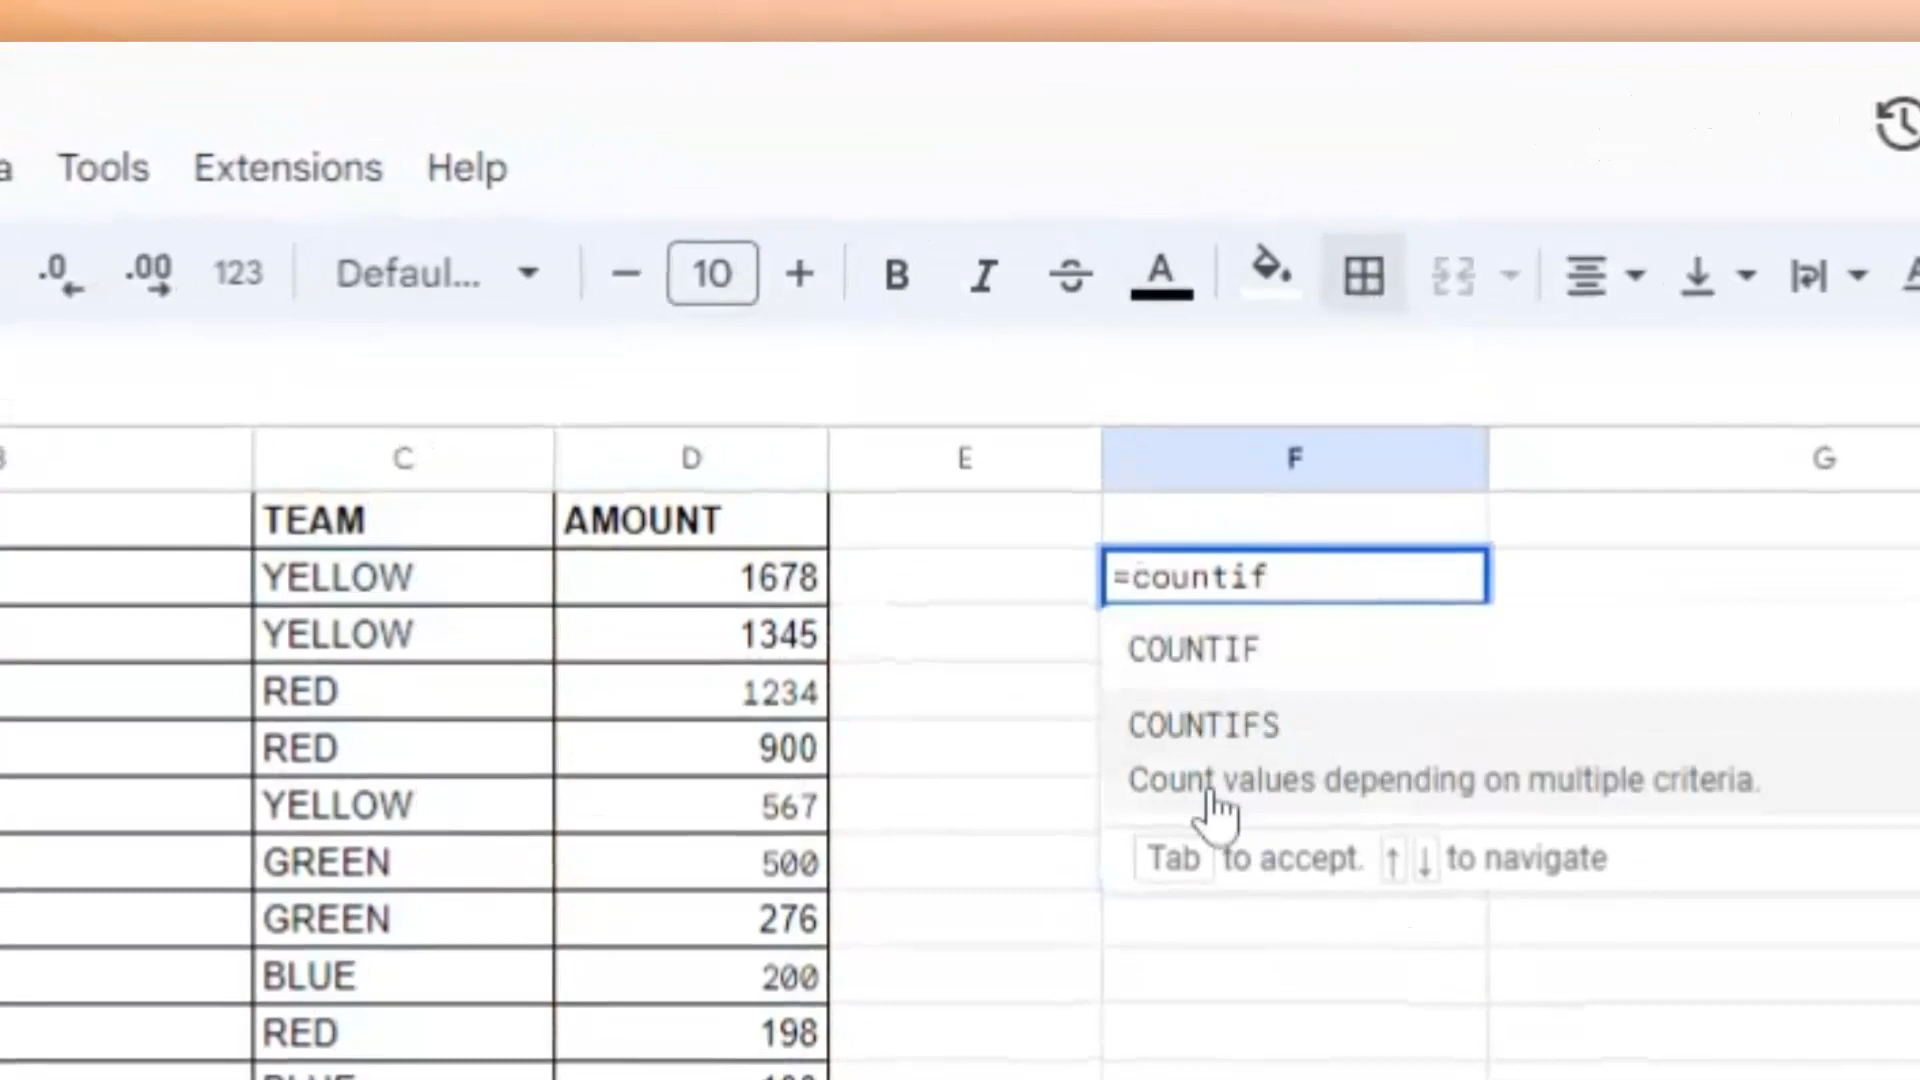 Tools Extensions Help
.0 .00 123 Defaul... 10 B I A
C D E F G
TEAM AMOUNT
YELLOW 1678 =countif
YELLOW 1345 COUNTIF
RED 1234 COUNTIFS
RED 900 Count values depending on multiple criteria.
YELLOW 567 Tab to accept. ↑ ↓ to navigate
GREEN 500
GREEN 276
BLUE 200
RED 198